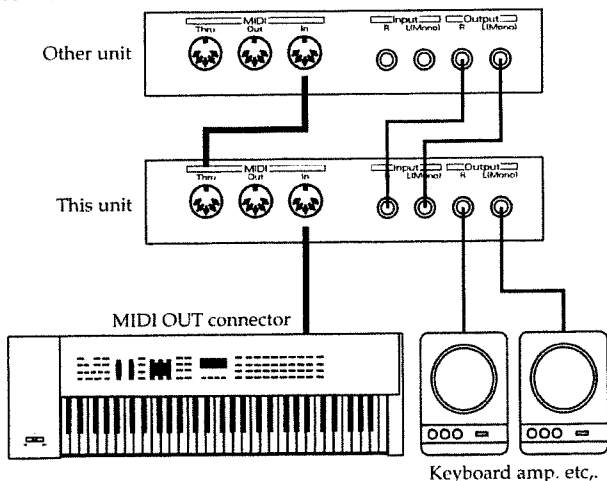 MIDI
Input Output
Other unit
Thru Out In
R L(Mono) R L(Mono)
MIDI
Input Output
This unit
Thru Out In
R L(Mono) R L(Mono)
MIDI OUT connector
Keyboard amp. etc,.